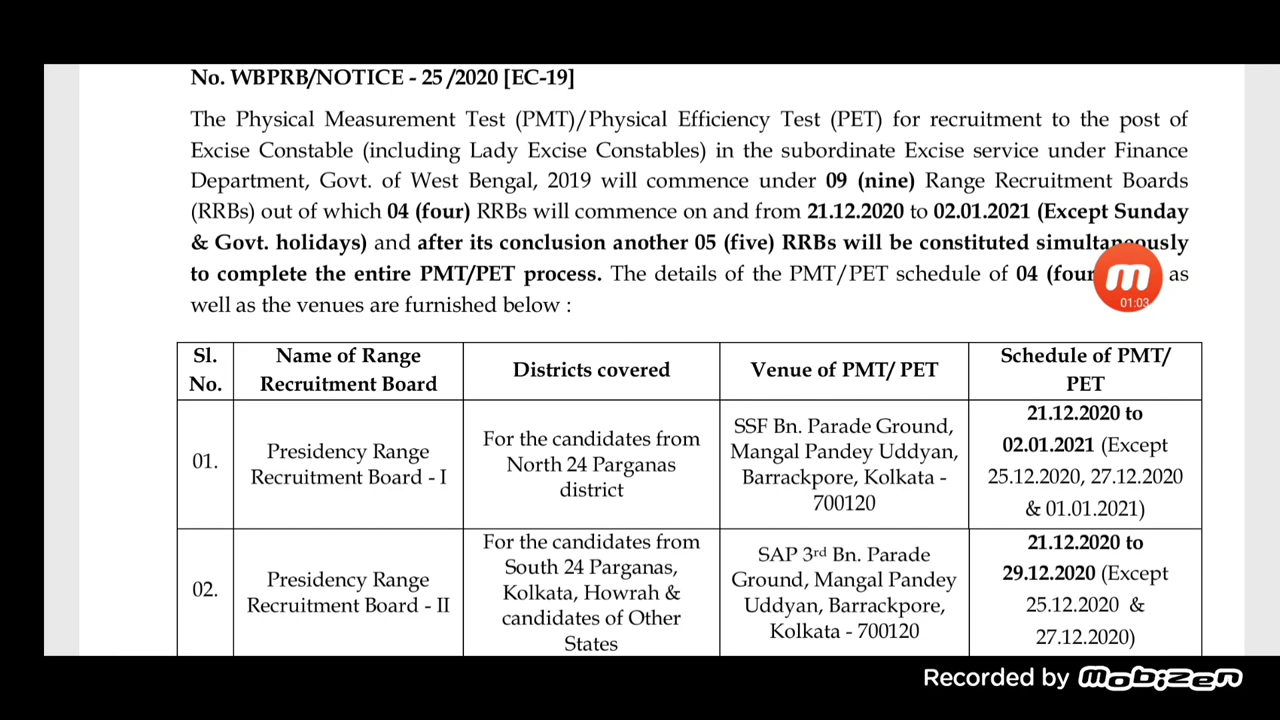 No. WBPRB/NOTICE - 25 /2020 [EC-19]
The Physical Measurement Test (PMT)/Physical Efficiency Test (PET) for recruitment to the post of
Excise Constable (including Lady Excise Constables) in the subordinate Excise service under Finance
Department, Govt. of West Bengal, 2019 will commence under 09 (nine) Range Recruitment Boards
(RRBs) out of which 04 (four) RRBs will commence on and from 21.12.2020 to 02.01.2021 (Except Sunday
& Govt. holidays) and after its conclusion another 05 (five) RRBs will be constituted simultaneously
to complete the entire PMT/PET process. The details of the PMT/PET schedule of 04 (four as
well as the venues are furnished below :
m
01:03
Sl.
No.
Name of Range
Recruitment Board
Districts covered
Venue of PMT/ PET
Schedule of PMT/
PET
01.
Presidency Range
Recruitment Board - I
For the candidates from
North 24 Parganas
district
SSF Bn. Parade Ground,
Mangal Pandey Uddyan,
Barrackpore, Kolkata -
700120
21.12.2020 to
02.01.2021 (Except
25.12.2020, 27.12.2020
& 01.01.2021)
02.
Presidency Range
Recruitment Board - II
For the candidates from
South 24 Parganas,
Kolkata, Howrah &
candidates of Other
States
SAP 3rd Bn. Parade
Ground, Mangal Pandey
Uddyan, Barrackpore,
Kolkata - 700120
21.12.2020 to
29.12.2020 (Except
25.12.2020 &
27.12.2020)
Recorded by mobizen